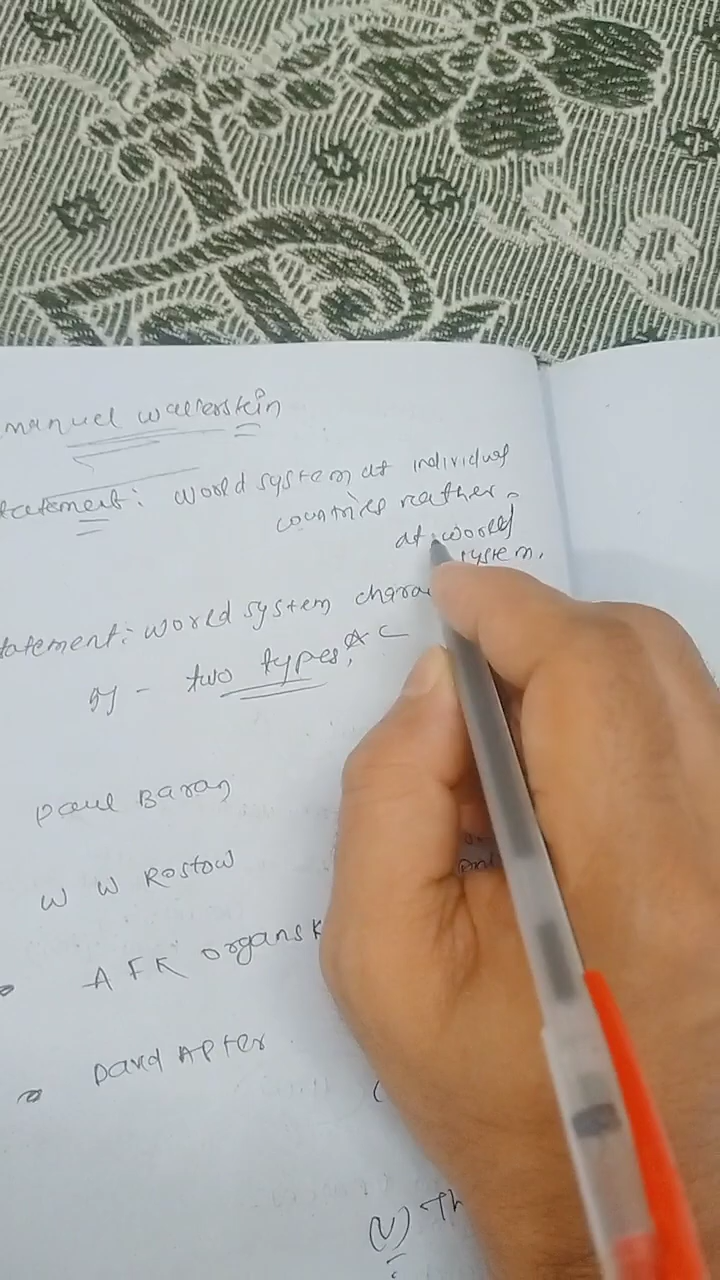 manuel wallerstein
tatement: world system at individual
countries reather
at world
system.
tatement: world system chara
of - two types,
Paul Baran
W W Rostow
A F K Organsk
David Apter
(V) Th